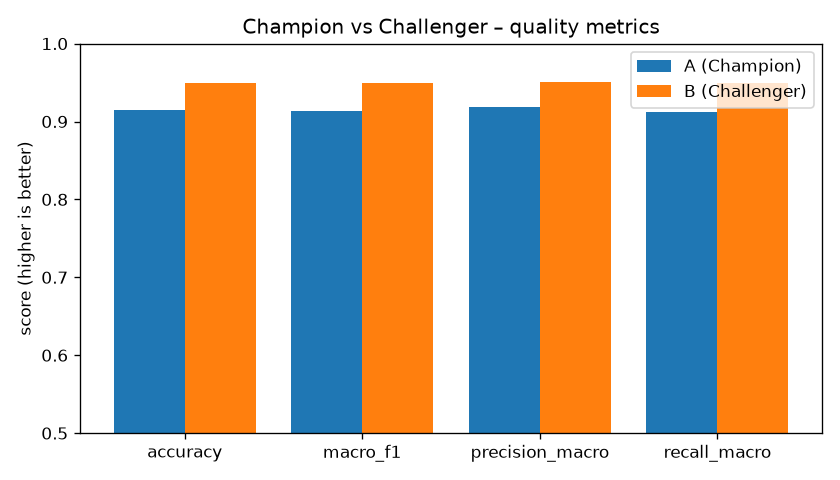 Champion vs Challenger – quality metrics
score (higher is better)
1.0
0.9
0.8
0.7
0.6
0.5
A (Champion)
B (Challenger)
accuracy
macro_f1
precision_macro
recall_macro